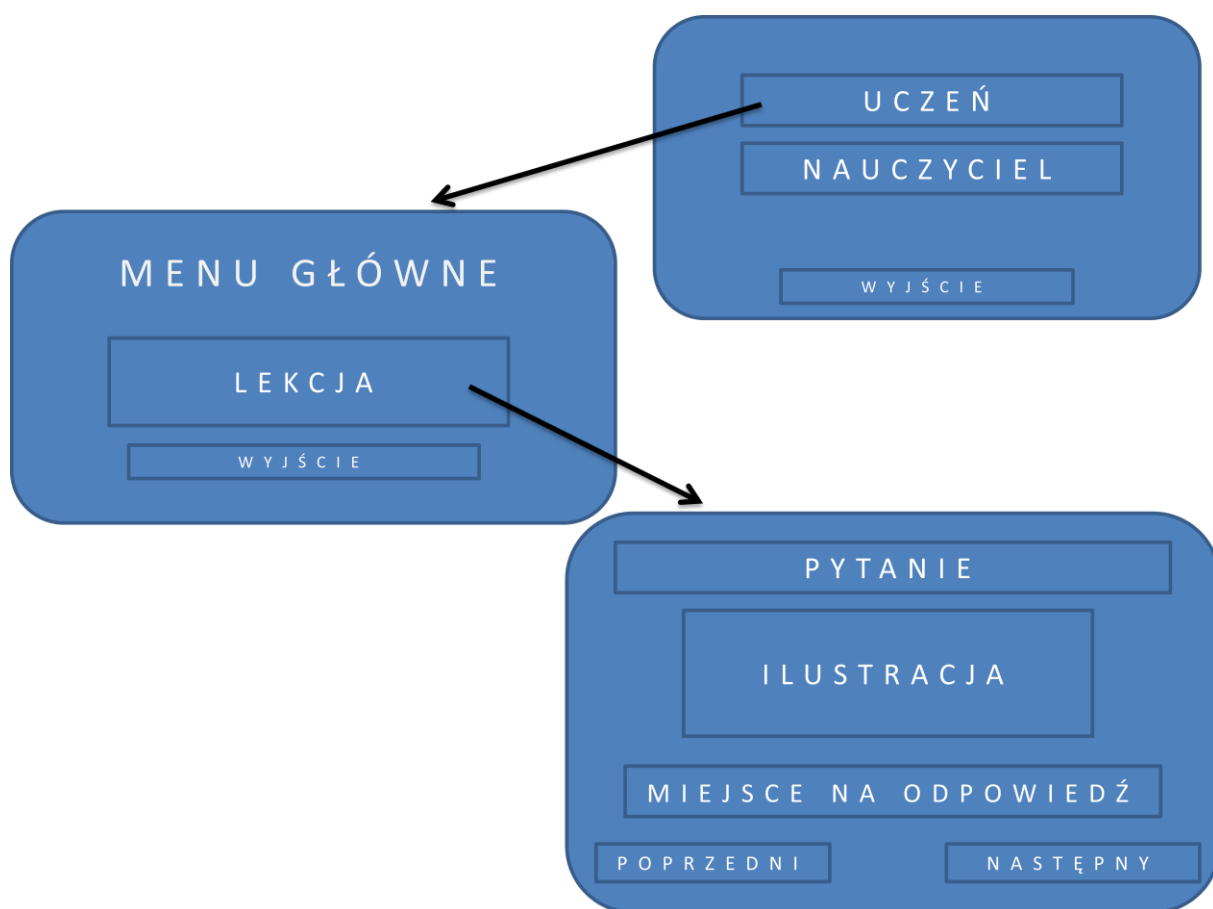 UCZEŃ
NAUCZYCIEL
WYJŚCIE
MENU GŁÓWNE
LEKCJA
WYJŚCIE
PYTANIE
ILUSTRACJA
MIEJSCE NA ODPOWIEDŹ
POPRZEDNI
NASTĘPNY